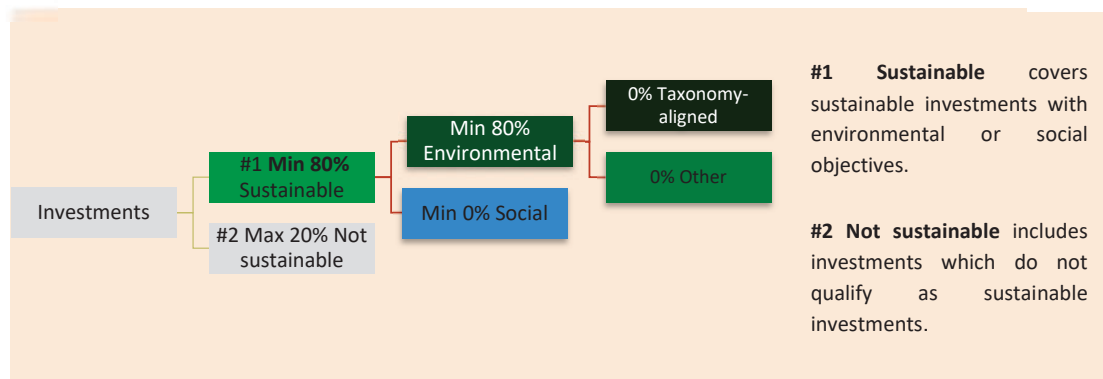 Investments
#1 Min 80%
Sustainable
#2 Max 20% Not
sustainable
Min 80%
Environmental
Min 0% Social
0% Taxonomy-
aligned
0% Other
#1 Sustainable covers
sustainable investments with
environmental or social
objectives.
#2 Not sustainable includes
investments which do not
qualify as sustainable
investments.